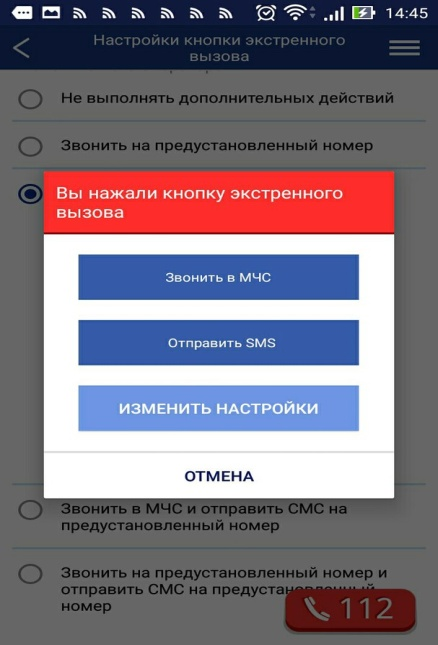 14:45
Настройки кнопки экстренного
вызова
Не выполнять дополнительных действий
Звонить на предустановленный номер
Вы нажали кнопку экстренного
вызова
Звонить в МЧС
Отправить SMS
ИЗМЕНИТЬ НАСТРОЙКИ
ОТМЕНА
Звонить в МЧС и отправить СМС на
предустановленный номер
Звонить на предустановленный номер и
отправить СМС на предустановленный
номер
112